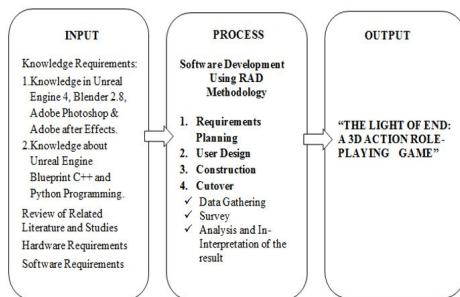 INPUT
Knowledge Requirements:
1.Knowledge in Unreal
Engine 4, Blender 2.8,
Adobe Photoshop &
Adobe after Effects.
2.Knowledge about
Unreal Engine
Blueprint C++ and
Python Programming.
Review of Related
Literature and Studies
Hardware Requirements
Software Requirements
PROCESS
Software Development
Using RAD
Methodology
1. Requirements
Planning
2. User Design
3. Construction
4. Cutover
✓ Data Gathering
✓ Survey
✓ Analysis and In-
Interpretation of the
result
OUTPUT
“THE LIGHT OF END:
A 3D ACTION ROLE-
PLAYING GAME”